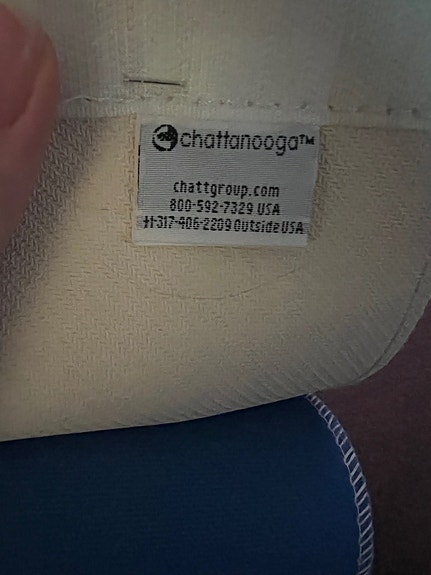 chattanooga™
chattgroup.com
800-592-7329 USA
+1-317-406-2209 Outside USA